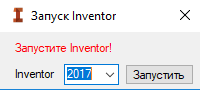 Запуск Inventor
Запустите Inventor!
Inventor 2017 Запустить